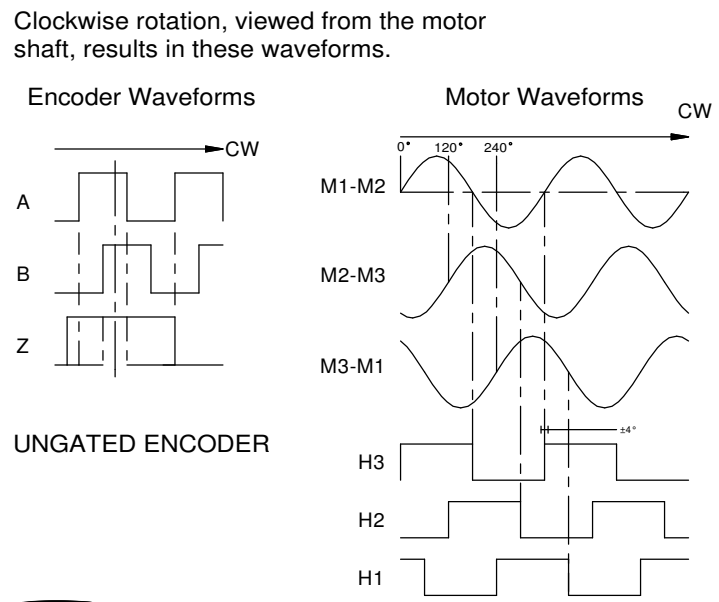 Clockwise rotation, viewed from the motor
shaft, results in these waveforms.
Encoder Waveforms
CW
A
B
Z
UNGATED ENCODER
Motor Waveforms
CW
0° 120° 240°
M1-M2
M2-M3
M3-M1
±4°
H3
H2
H1